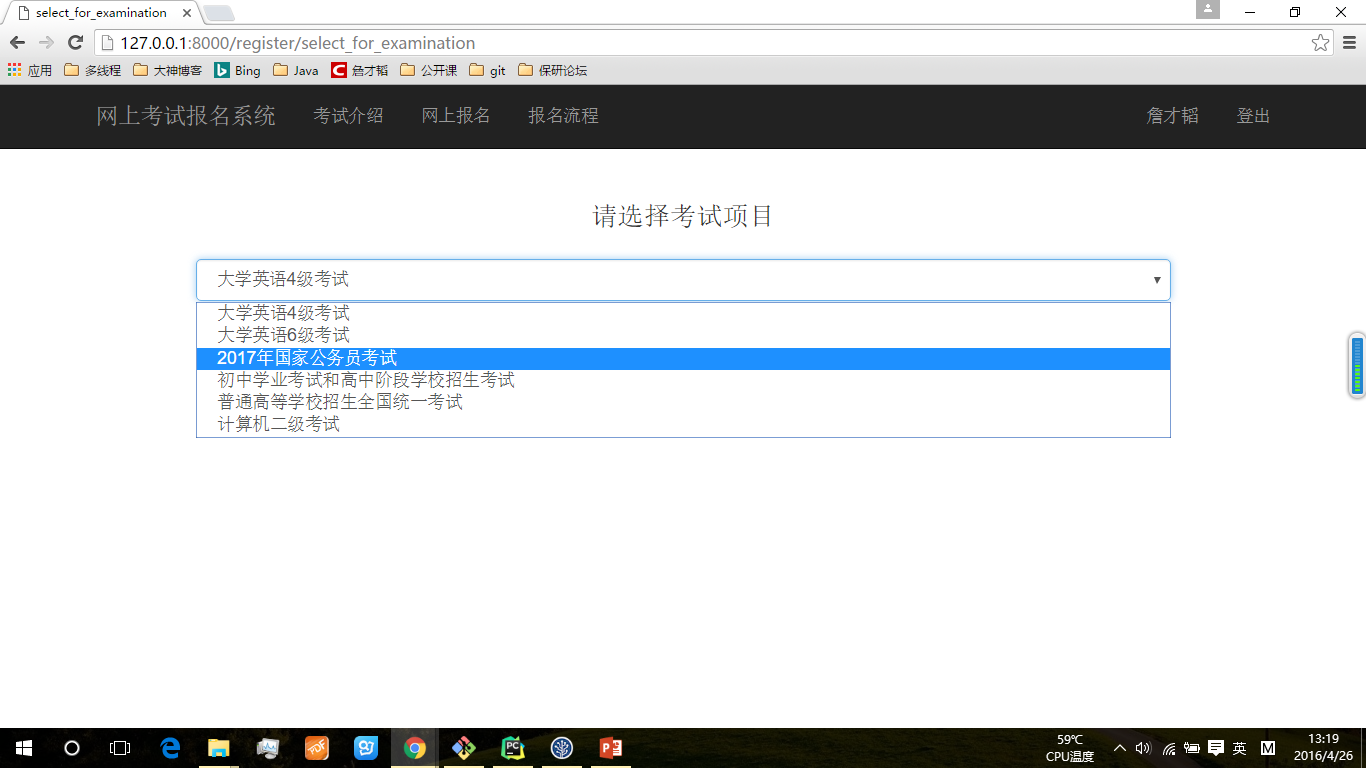 select_for_examination
127.0.0.1:8000/register/select_for_examination
应用 多线程 大神博客 Bing Java 詹才韬 公开课 git 保研论坛
网上考试报名系统 考试介绍 网上报名 报名流程 詹才韬 登出
请选择考试项目
大学英语4级考试
大学英语4级考试
大学英语6级考试
2017年国家公务员考试
初中学业考试和高中阶段学校招生考试
普通高等学校招生全国统一考试
计算机二级考试
59℃
CPU温度
英
13:19
2016/4/26